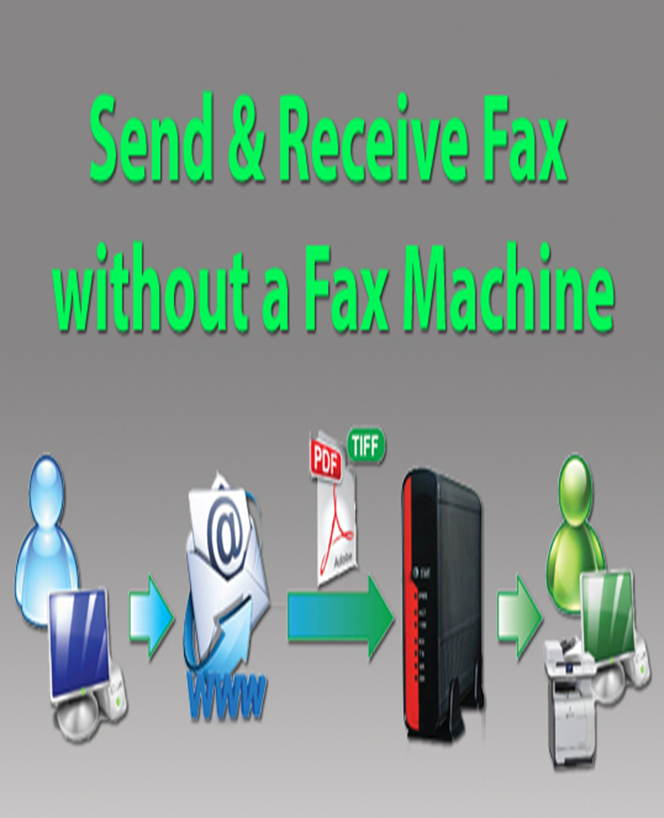 Send & Receive Fax
without a Fax Machine
TIFF
PDF
@
Adobe
www